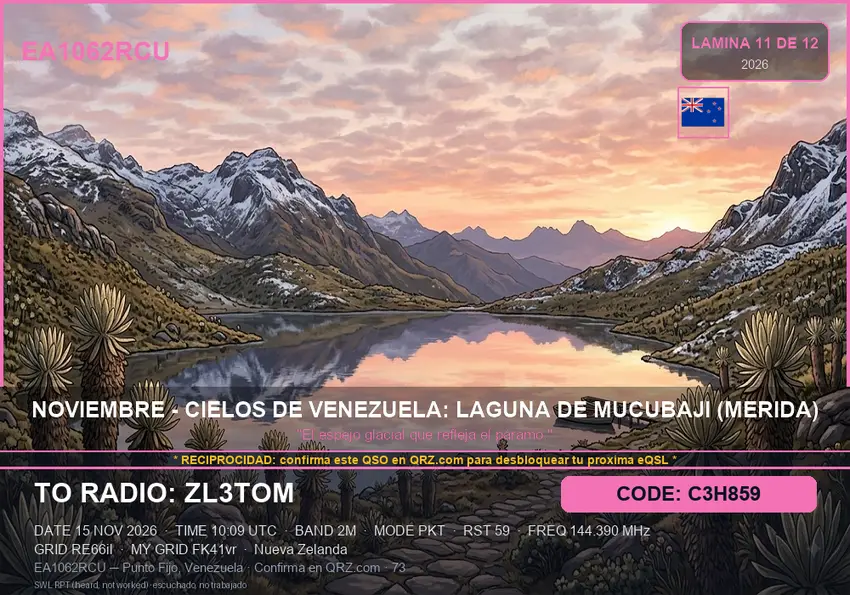 EA1062RCU
LAMINA 11 DE 12
2026
NOVIEMBRE - CIELOS DE VENEZUELA: LAGUNA DE MUCUBAJI (MERIDA)
"El espejo glacial que refleja el paramo."
* RECIPROCIDAD: confirma este QSO en QRZ.com para desbloquear tu proxima eQSL *
TO RADIO: ZL3TOM
CODE: C3H859
DATE 15 NOV 2026 · TIME 10:09 UTC · BAND 2M · MODE PKT · RST 59 · FREQ 144.390 MHz
GRID RE66il · MY GRID FK41vr · Nueva Zelanda
EA1062RCU — Punto Fijo, Venezuela · Confirma en QRZ.com · 73
SWL RPT (heard, not worked) · escuchado, no trabajado